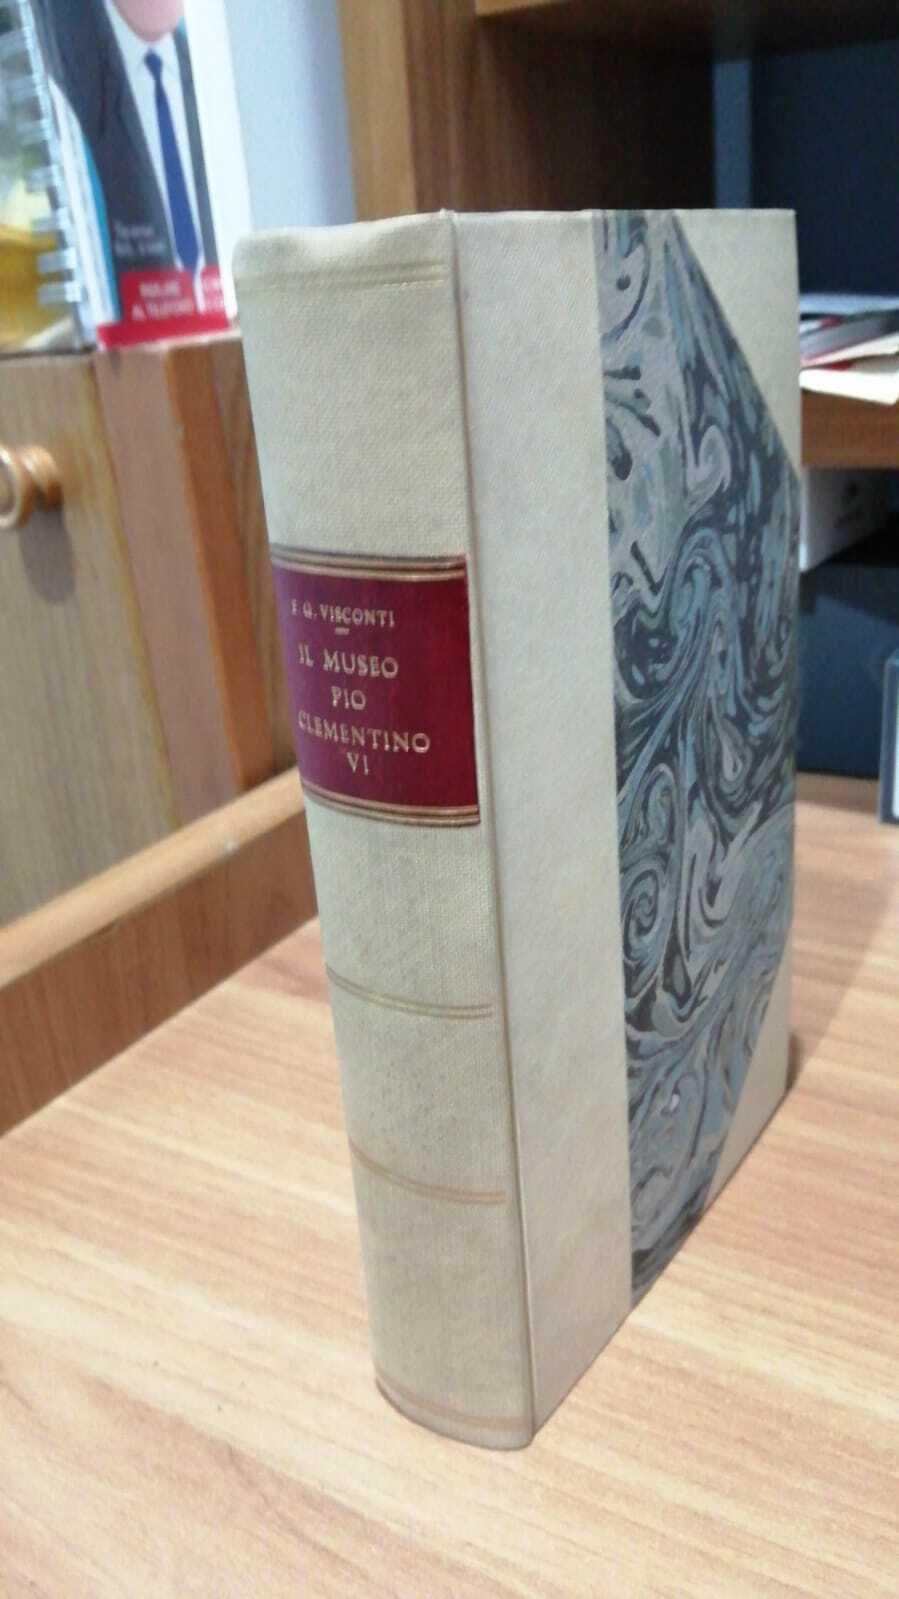 E. Q. VISCONTI
IL MUSEO
PIO
CLEMENTINO
VI